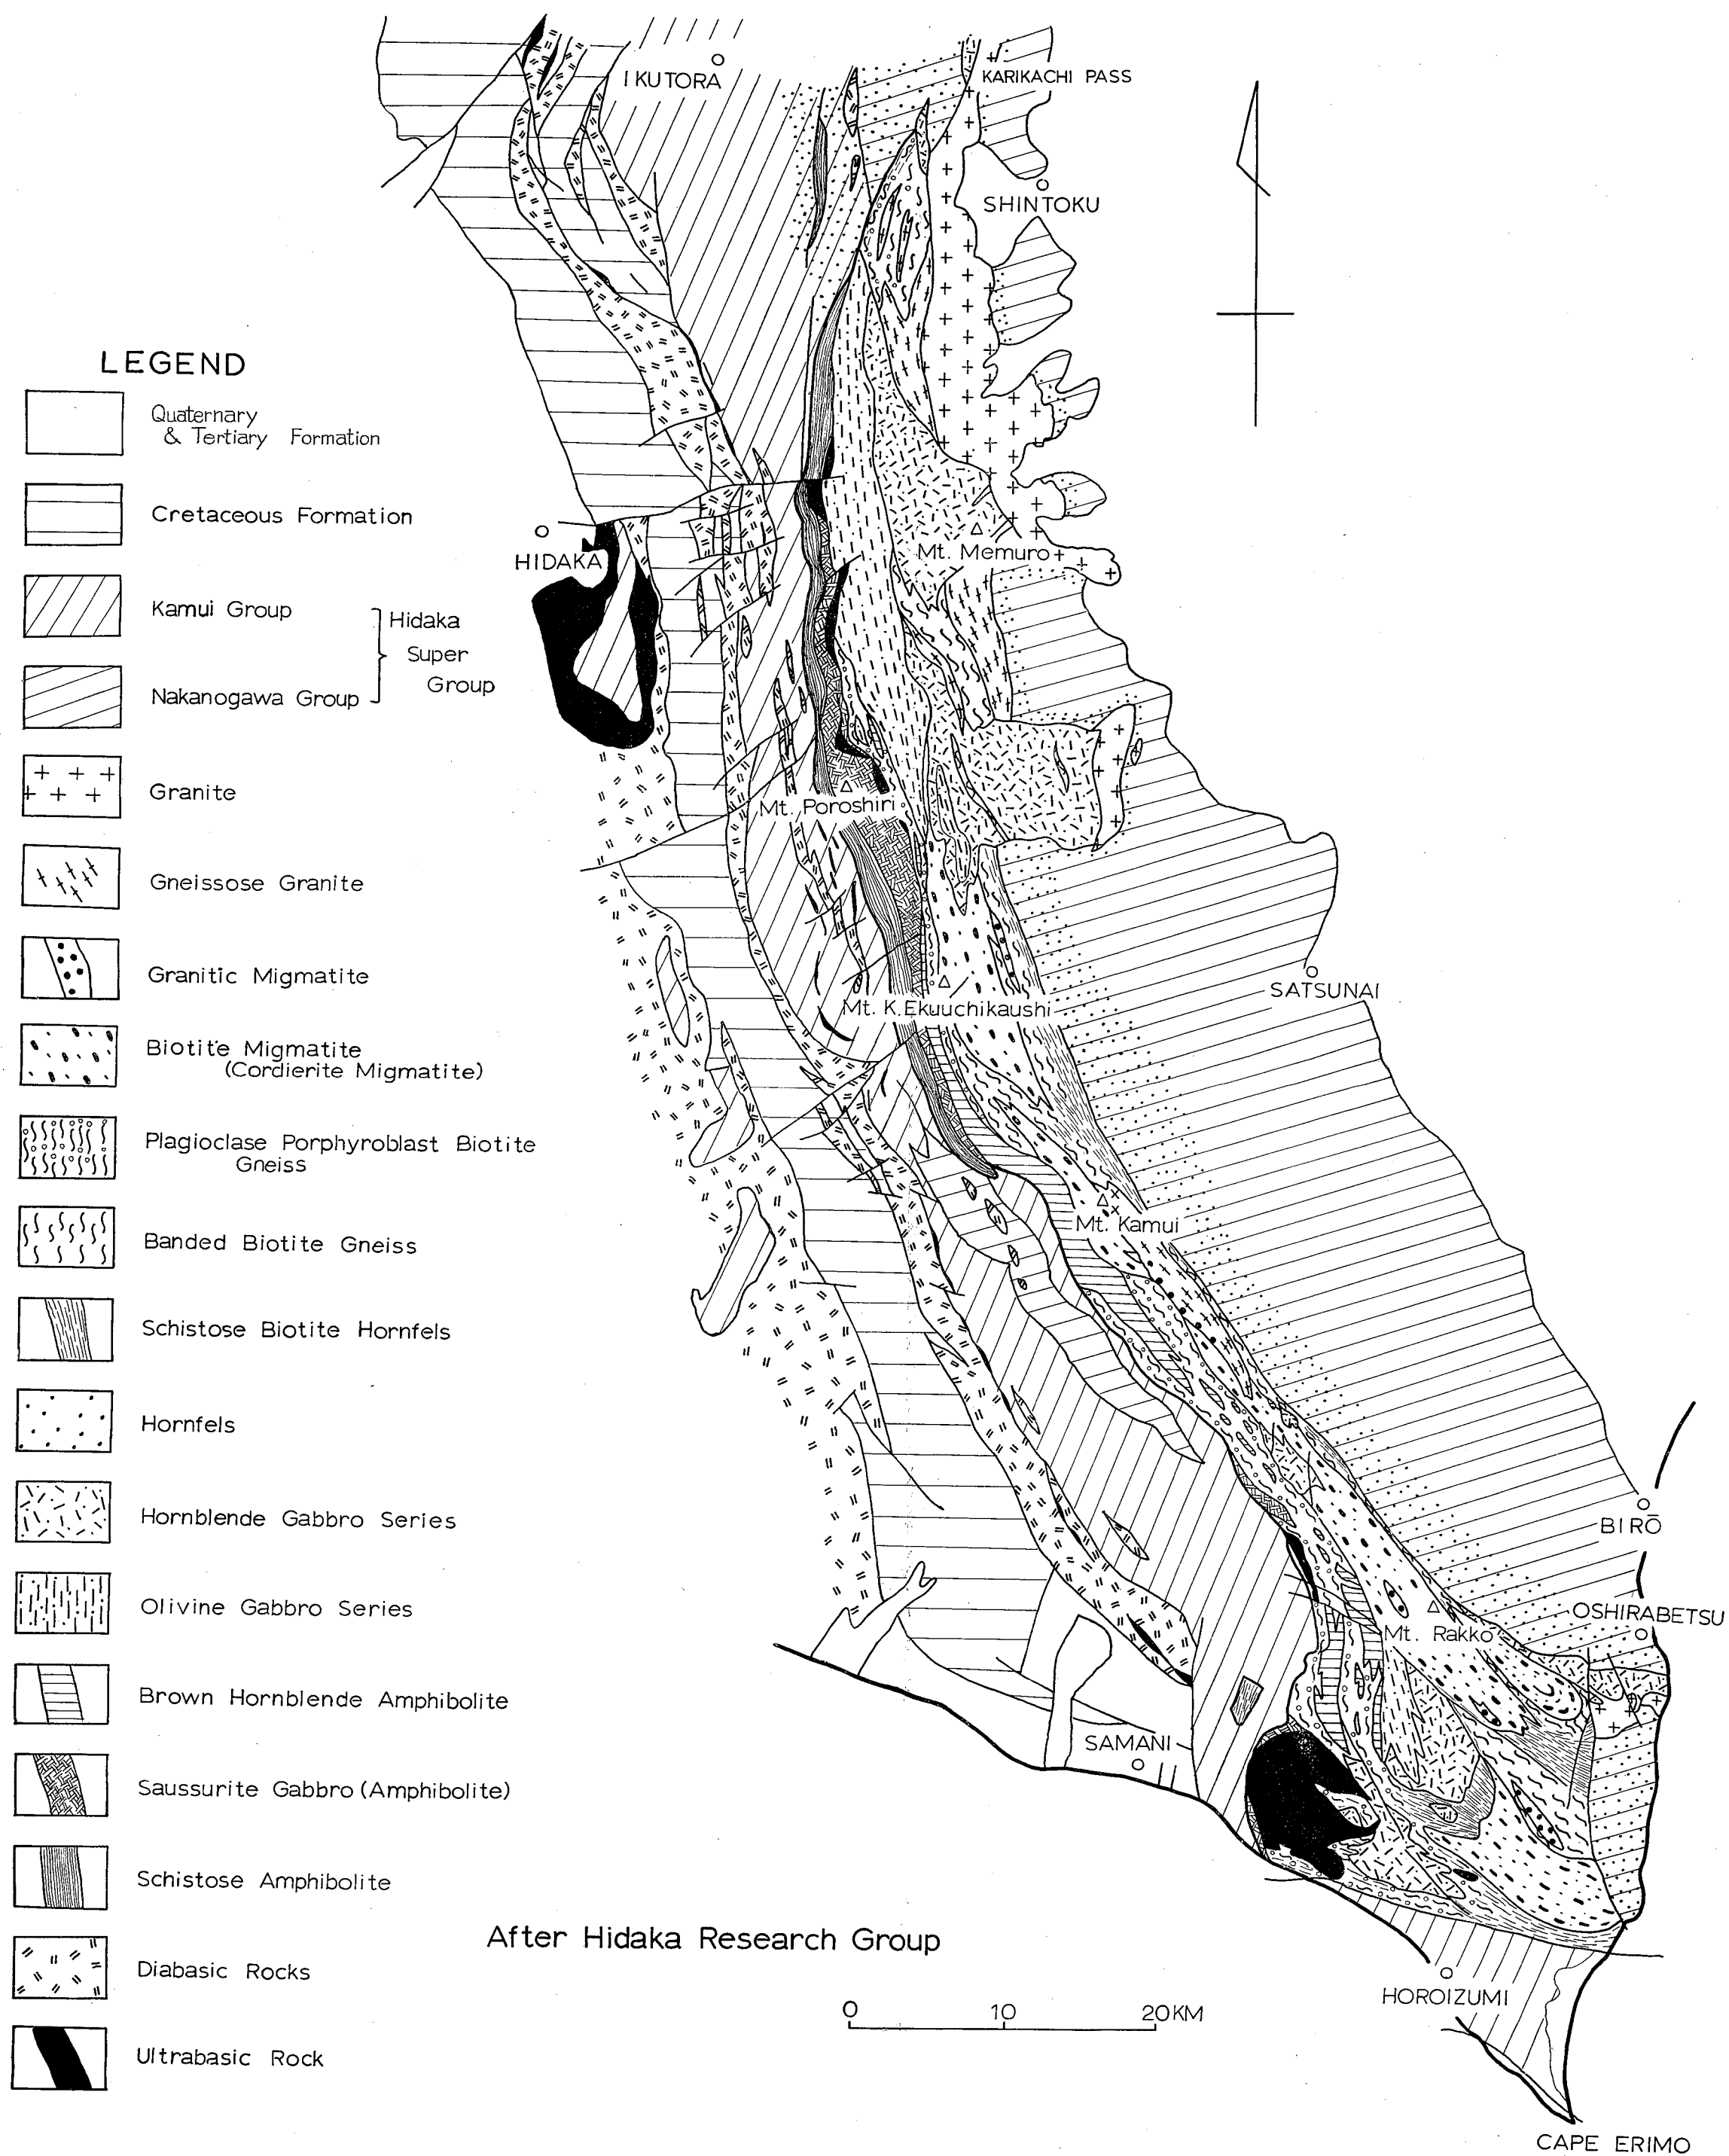 IKUTORA
KARIKACHI PASS
SHINTOKU
LEGEND
Quaternary
& Tertiary Formation
Cretaceous Formation
Kamui Group
Hidaka
Super
Group
Nakanogawa Group
Granite
Gneissose Granite
Granitic Migmatite
Biotite Migmatite
(Cordierite Migmatite)
Plagioclase Porphyroblast Biotite
Gneiss
Banded Biotite Gneiss
Schistose Biotite Hornfels
Hornfels
Hornblende Gabbro Series
Olivine Gabbro Series
Brown Hornblende Amphibolite
Saussurite Gabbro (Amphibolite)
Schistose Amphibolite
Diabasic Rocks
Ultrabasic Rock
HIDAKA
Mt. Memuro
Mt. Poroshiri
SATSUNAI
Mt. K.Ekuuchikaushi
Mt. Kamui
BIRŌ
OSHIRABETSU
Mt. Rakko
SAMANI
After Hidaka Research Group
HOROIZUMI
0 10 20KM
CAPE ERIMO